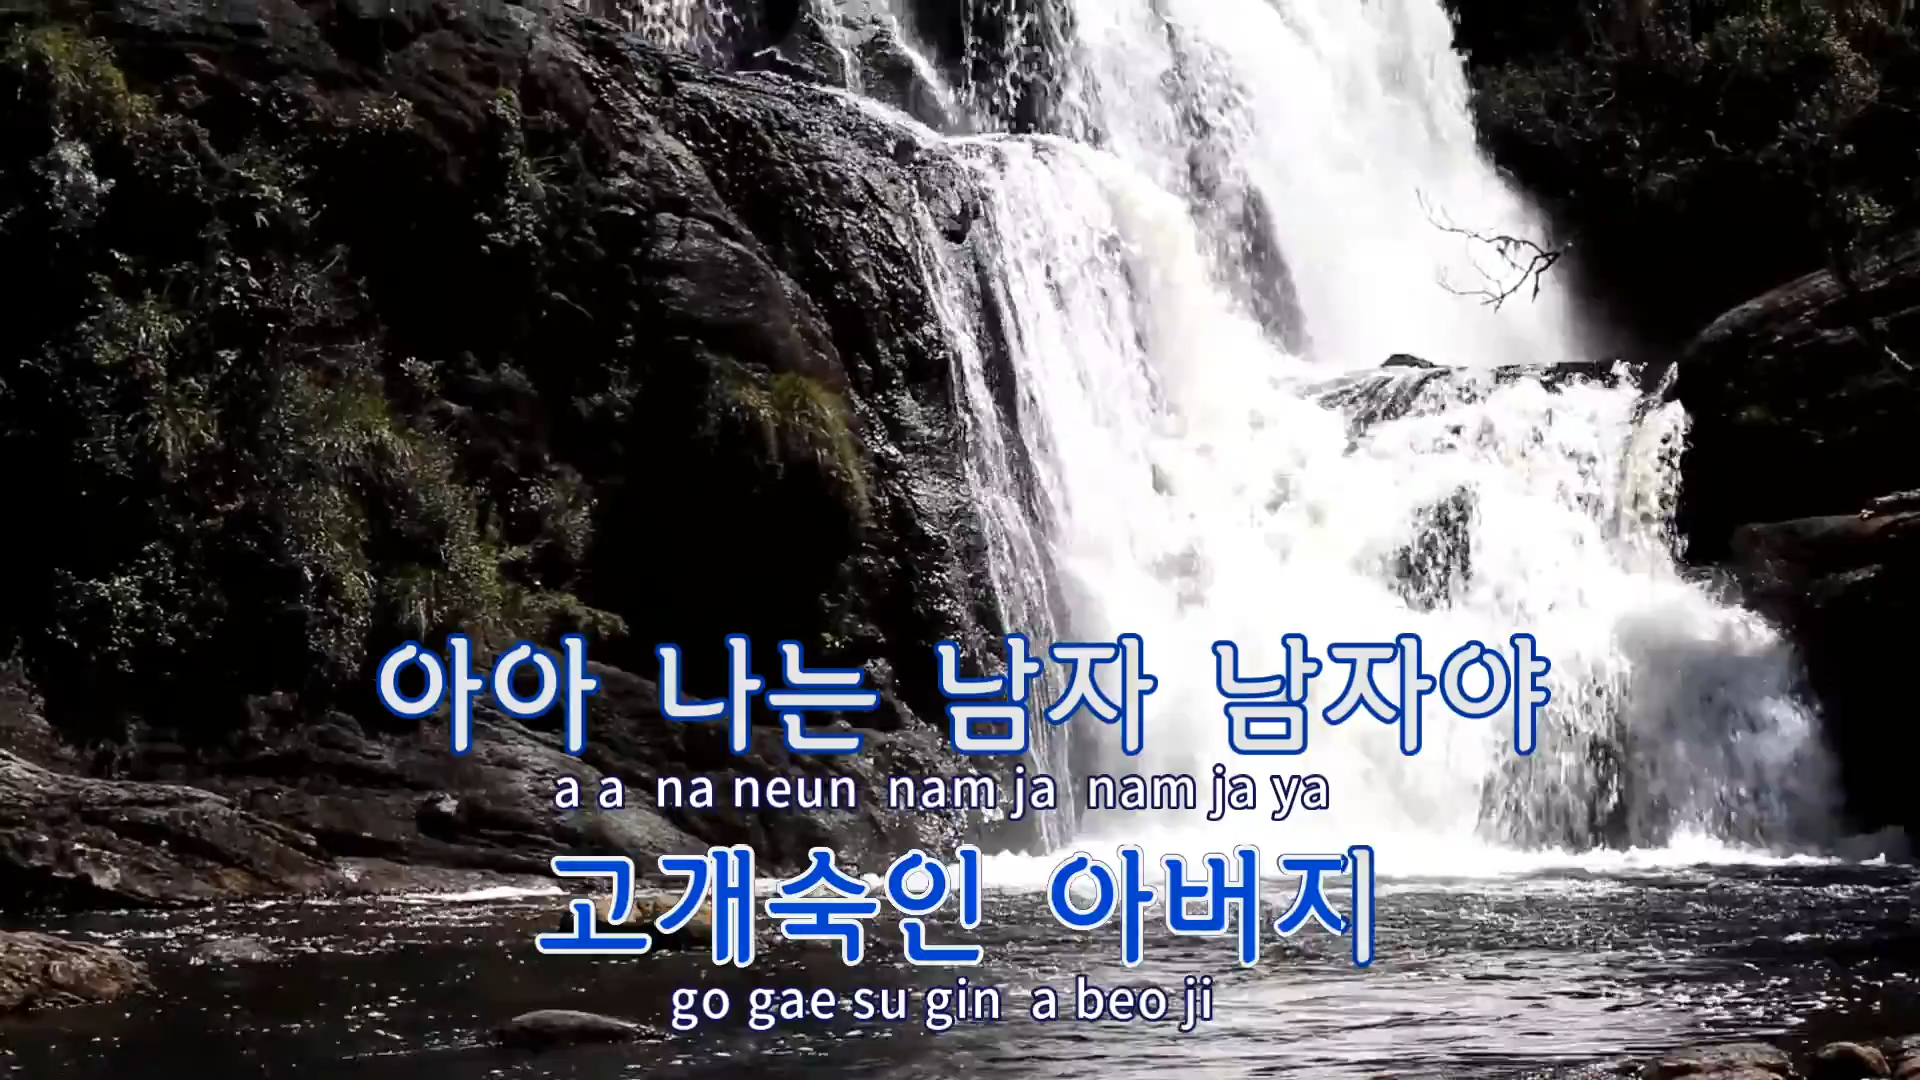 아아 나는 남자 남자야
a a na neun nam ja nam ja ya
고개숙인 아버지
go gae su gin a beo ji